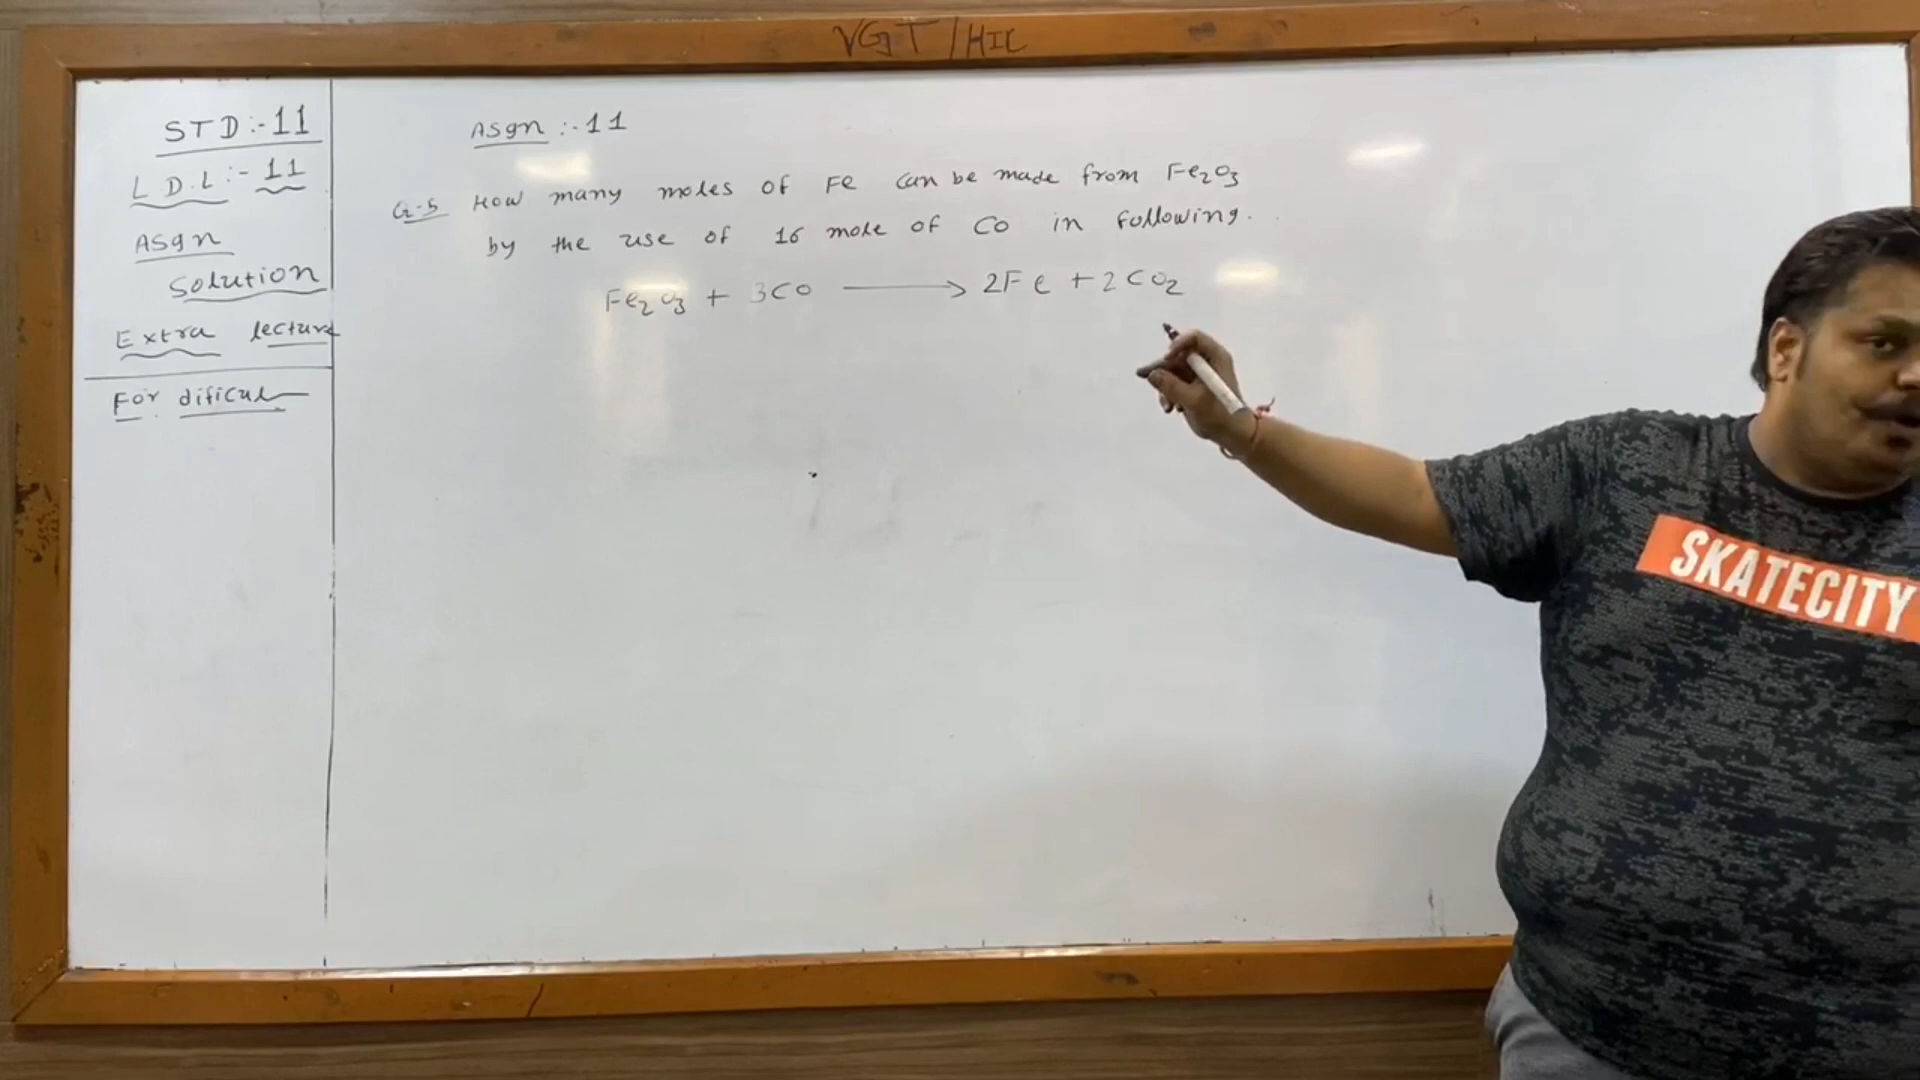 VGT/HIC
STD:-11
L.D.L:-11
Asgn
Solution
Extra lecture
For dificul
Asgn:-11
Q-5 How many moles of Fe can be made from Fe₂O₃
by the use of 16 mole of Co in following.
Fe₂O₃ + 3CO ⟶ 2Fe + 2CO₂
SKATECITY